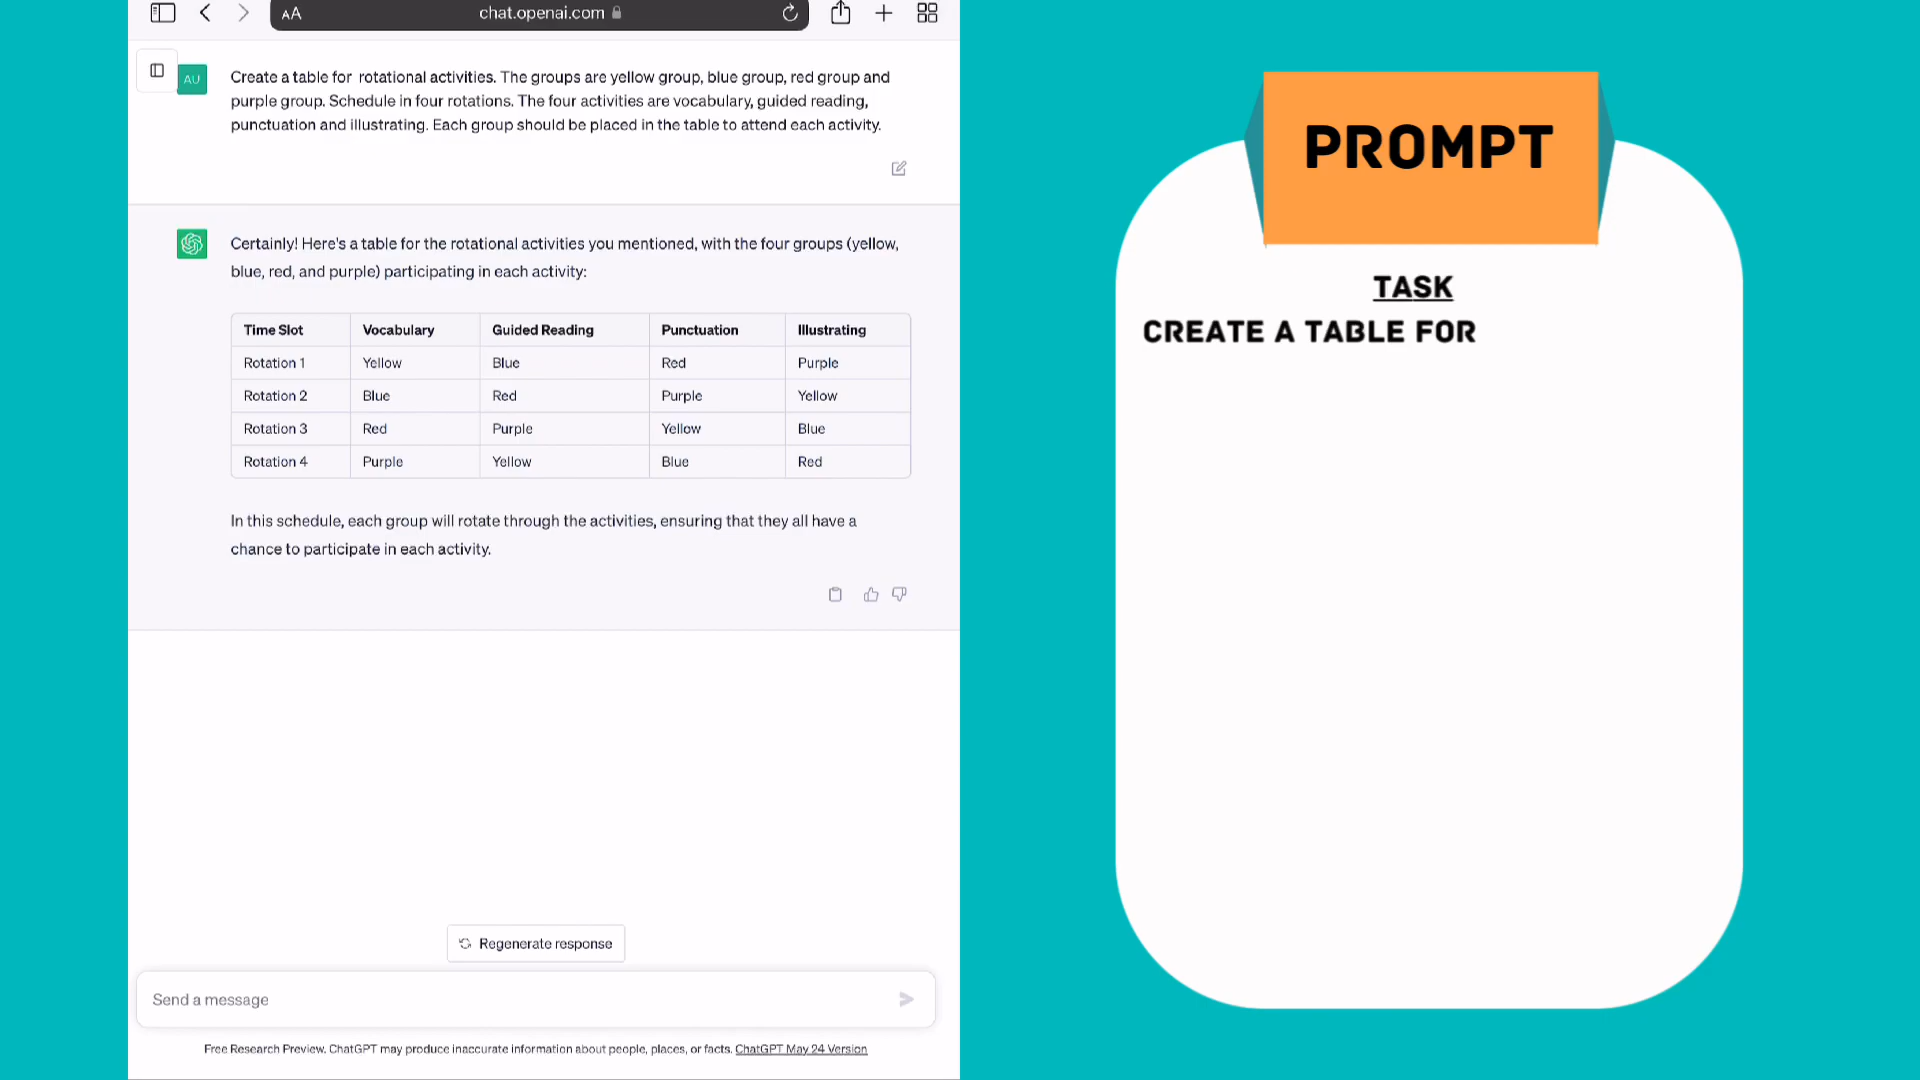 AA
chat.openai.com
AU
Create a table for rotational activities. The groups are yellow group, blue group, red group and
purple group. Schedule in four rotations. The four activities are vocabulary, guided reading,
punctuation and illustrating. Each group should be placed in the table to attend each activity.
Certainly! Here's a table for the rotational activities you mentioned, with the four groups (yellow,
blue, red, and purple) participating in each activity:
Time Slot Vocabulary Guided Reading Punctuation Illustrating
Rotation 1 Yellow Blue Red Purple
Rotation 2 Blue Red Purple Yellow
Rotation 3 Red Purple Yellow Blue
Rotation 4 Purple Yellow Blue Red
In this schedule, each group will rotate through the activities, ensuring that they all have a
chance to participate in each activity.
Regenerate response
Send a message
Free Research Preview. ChatGPT may produce inaccurate information about people, places, or facts. ChatGPT May 24 Version
PROMPT
TASK
CREATE A TABLE FOR